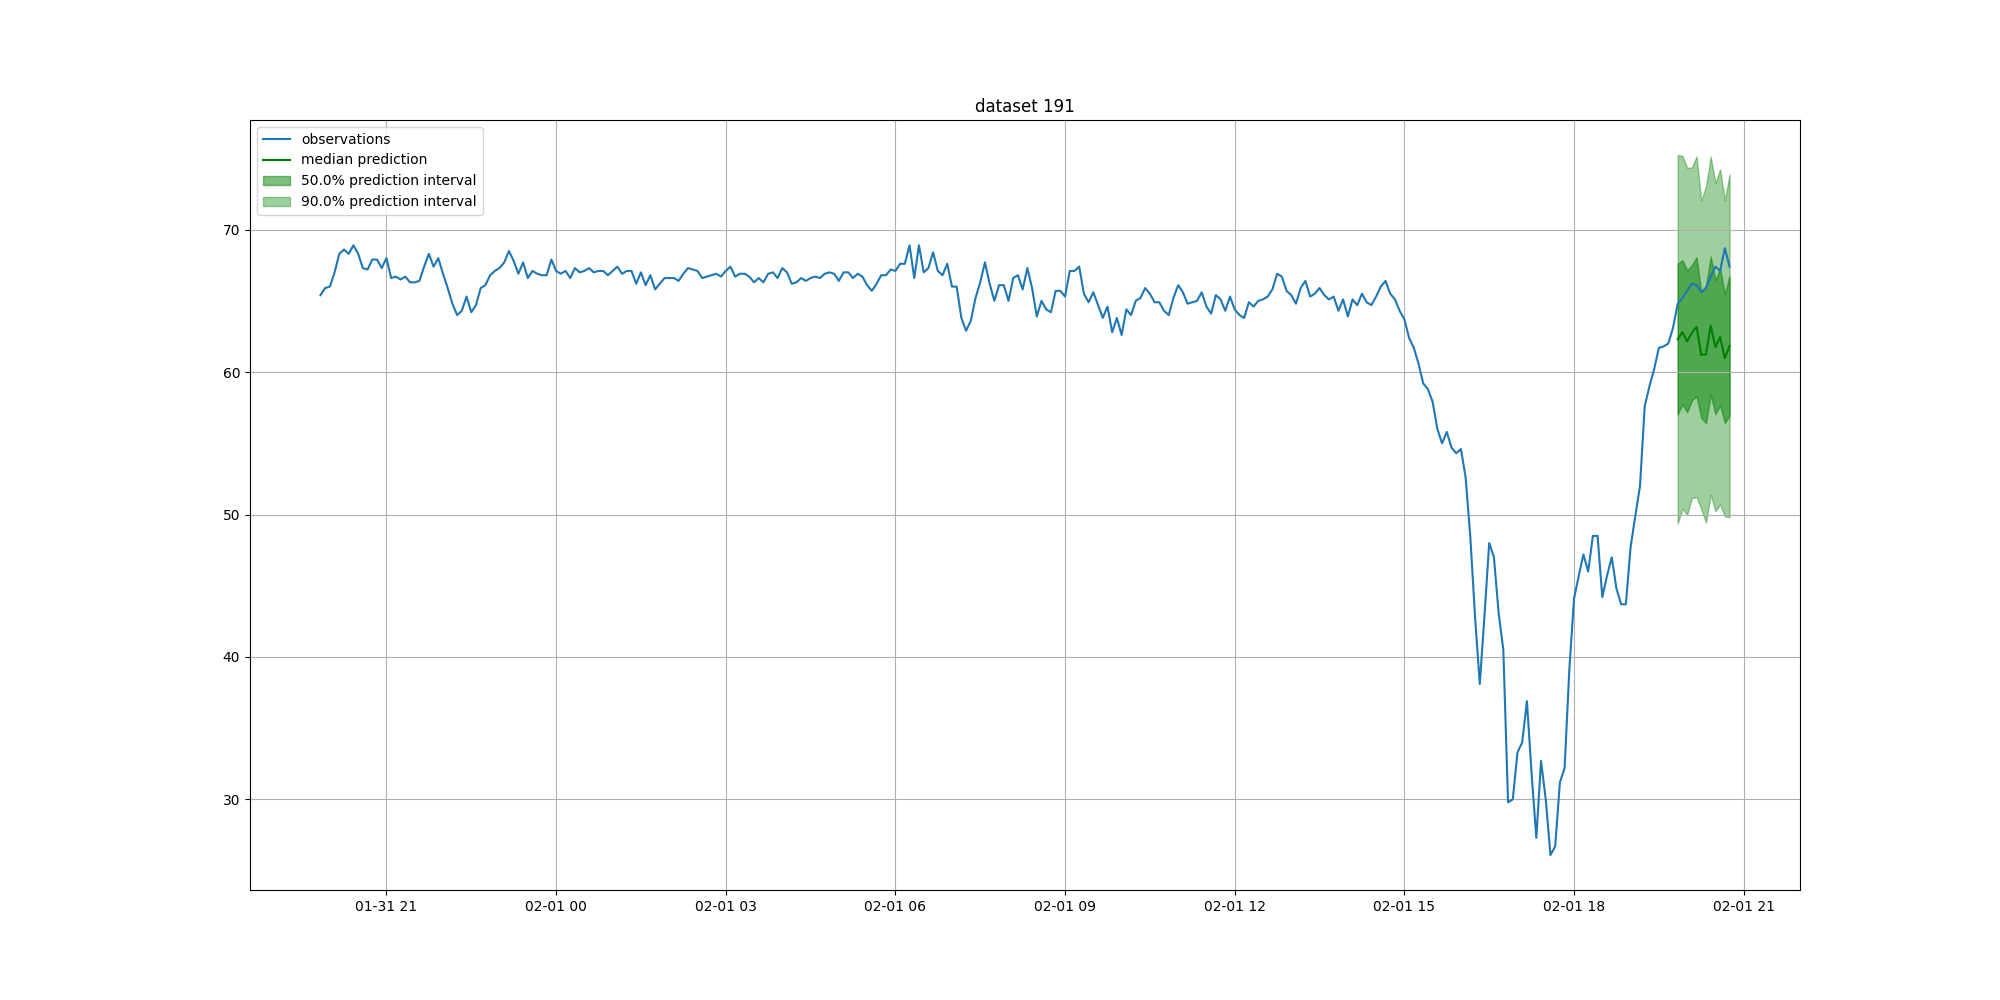 dataset 191
observations
median prediction
50.0% prediction interval
90.0% prediction interval
70
60
50
40
30
01-31 21
02-01 00
02-01 03
02-01 06
02-01 09
02-01 12
02-01 15
02-01 18
02-01 21